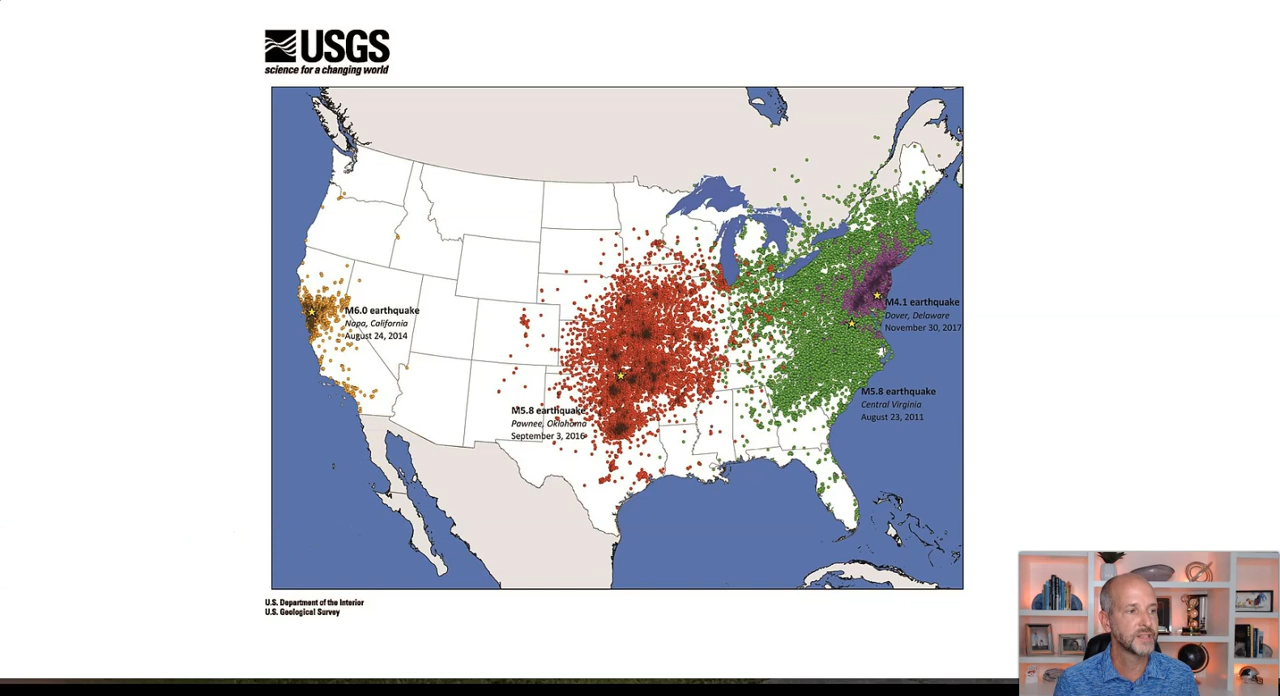 USGS
science for a changing world
M6.0 earthquake
Napa, California
August 24, 2014
M4.1 earthquake
Dover, Delaware
November 30, 2017
M5.8 earthquake
Pawnee, Oklahoma
September 3, 2016
M5.8 earthquake
Central Virginia
August 23, 2011
U.S. Department of the Interior
U.S. Geological Survey